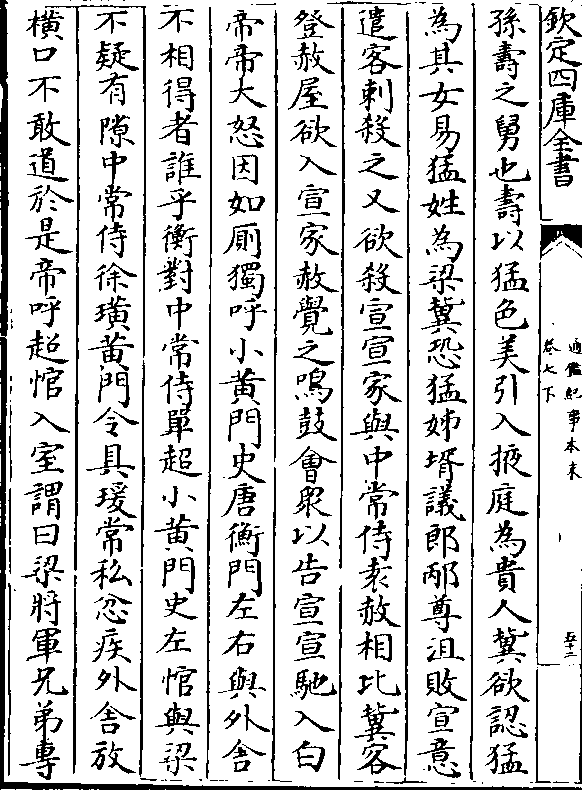 欽定四庫全書
通鑑紀事本末
卷七下
五十二
孫壽之舅也壽以猛色美引入掖庭為貴人冀欲認猛
為其女易猛姓為梁冀恐猛姊壻議郎邴尊沮敗宣意
遣客刺殺之又欲殺宣宣家與中常侍袁赦相比冀客
登赦屋欲入宣家赦覺之鳴鼓㑹衆以告宣宣馳入白
帝帝大怒因如厠獨呼小黄門史唐衡問左右與外舍
不相得者誰乎衡對中常侍單超小黄門史左悺與梁
不疑有隙中常侍徐璜黄門令具瑗常私忿疾外舍放
橫口不敢道於是帝呼超悺入室謂曰梁將軍兄弟專